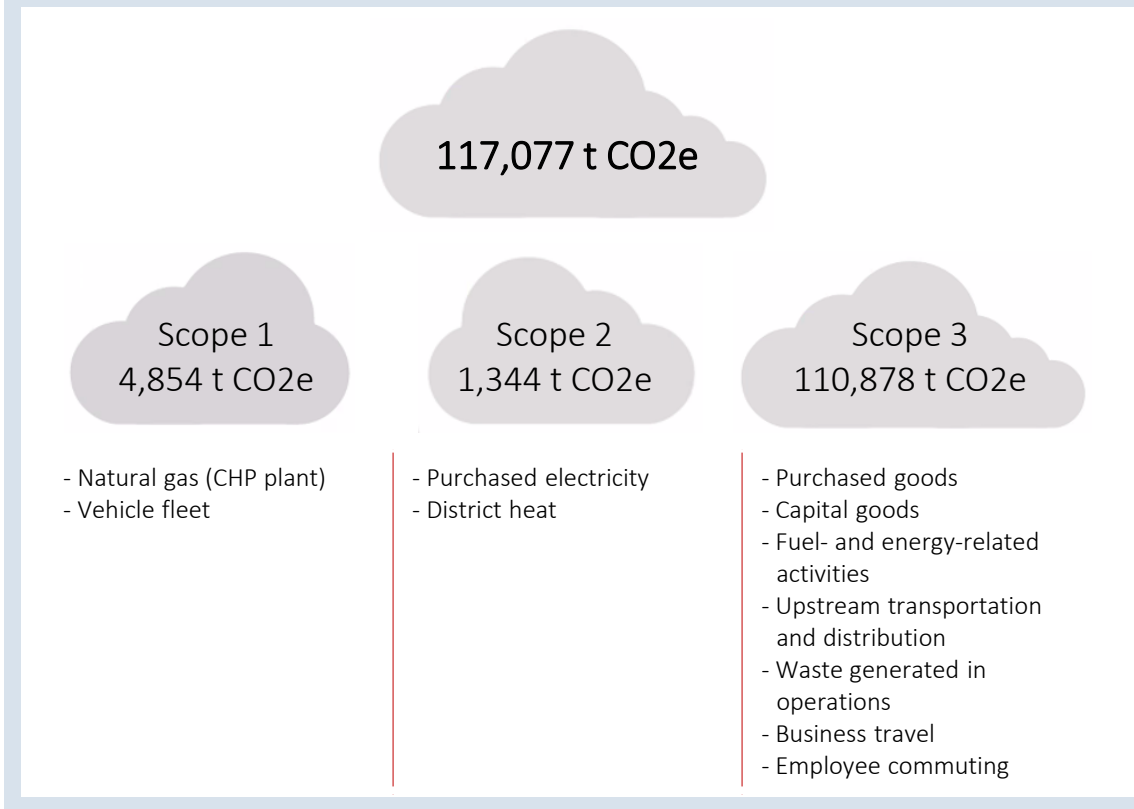 117,077 t CO2e
Scope 1
4,854 t CO2e
Scope 2
1,344 t CO2e
Scope 3
110,878 t CO2e
- Natural gas (CHP plant)
- Vehicle fleet
- Purchased electricity
- District heat
- Purchased goods
- Capital goods
- Fuel- and energy-related
activities
- Upstream transportation
and distribution
- Waste generated in
operations
- Business travel
- Employee commuting